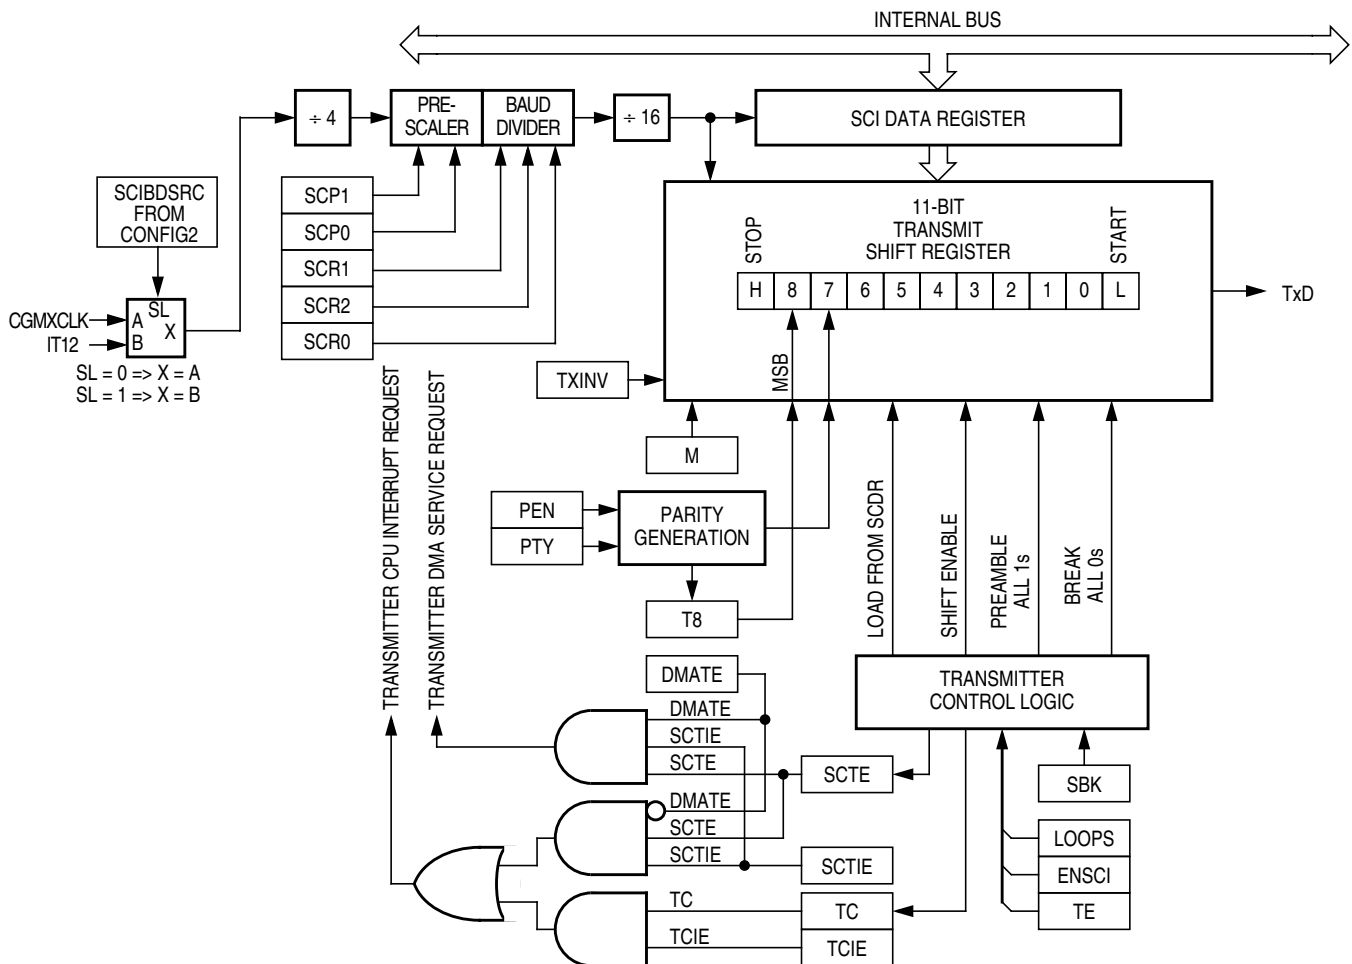 INTERNAL BUS
÷ 4
PRE-
SCALER
BAUD
DIVIDER
÷ 16
SCI DATA REGISTER
SCIBDSRC
FROM
CONFIG2
SCP1
SCP0
SCR1
SCR2
SCR0
SL
CGMXCLK
A
X
IT12
B
SL = 0 => X = A
SL = 1 => X = B
11-BIT
TRANSMIT
SHIFT REGISTER
STOP
START
H 8 7 6 5 4 3 2 1 0 L
TxD
TXINV
MSB
M
PEN
PTY
PARITY
GENERATION
T8
LOAD FROM SCDR
SHIFT ENABLE
PREAMBLE
ALL 1s
BREAK
ALL 0s
TRANSMITTER CPU INTERRUPT REQUEST
TRANSMITTER DMA SERVICE REQUEST
TRANSMITTER
CONTROL LOGIC
DMATE
DMATE
SCTIE
SCTE
SCTE
SBK
DMATE
SCTE
SCTIE
SCTIE
LOOPS
ENSCI
TE
TC
TC
TCIE
TCIE